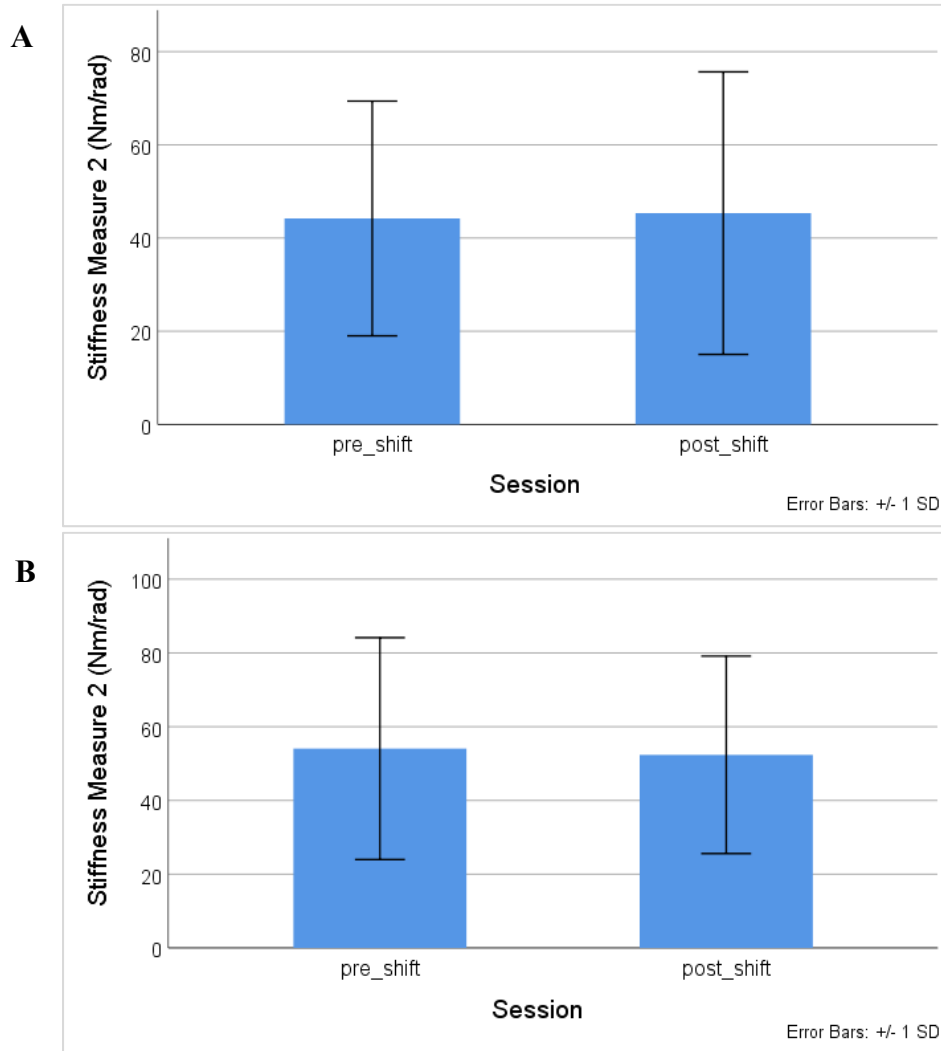 A
Stiffness Measure 2 (Nm/rad)
80
60
40
20
0
pre_shift post_shift
Session
Error Bars: +/- 1 SD
B
Stiffness Measure 2 (Nm/rad)
100
80
60
40
20
0
pre_shift post_shift
Session
Error Bars: +/- 1 SD